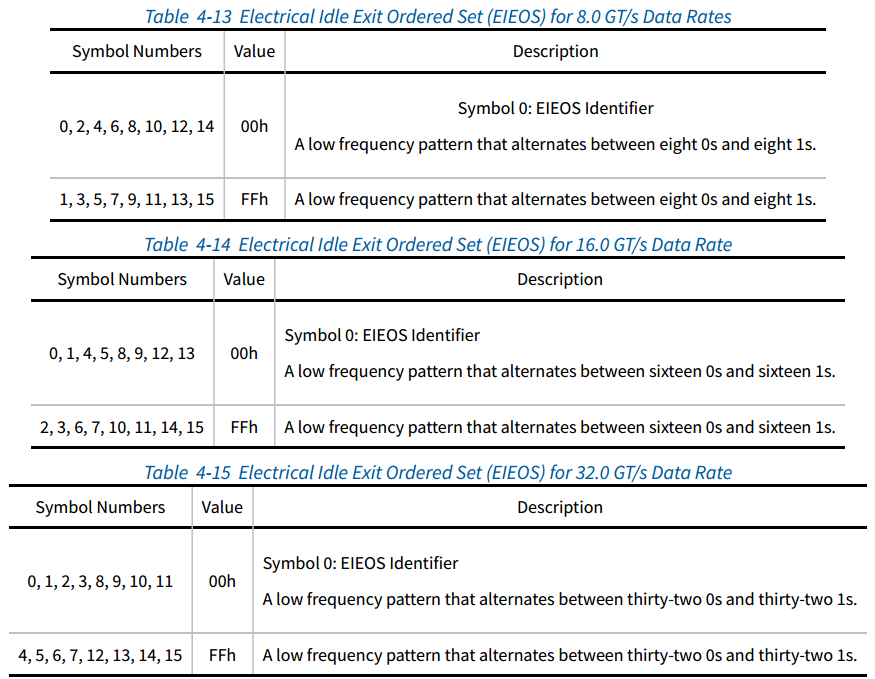 Table 4-13 Electrical Idle Exit Ordered Set (EIEOS) for 8.0 GT/s Data Rates
Symbol Numbers Value Description
Symbol 0: EIEOS Identifier
0, 2, 4, 6, 8, 10, 12, 14 00h
A low frequency pattern that alternates between eight 0s and eight 1s.
1, 3, 5, 7, 9, 11, 13, 15 FFh A low frequency pattern that alternates between eight 0s and eight 1s.
Table 4-14 Electrical Idle Exit Ordered Set (EIEOS) for 16.0 GT/s Data Rate
Symbol Numbers Value Description
Symbol 0: EIEOS Identifier
0, 1, 4, 5, 8, 9, 12, 13 00h
A low frequency pattern that alternates between sixteen 0s and sixteen 1s.
2, 3, 6, 7, 10, 11, 14, 15 FFh A low frequency pattern that alternates between sixteen 0s and sixteen 1s.
Table 4-15 Electrical Idle Exit Ordered Set (EIEOS) for 32.0 GT/s Data Rate
Symbol Numbers Value Description
Symbol 0: EIEOS Identifier
0, 1, 2, 3, 8, 9, 10, 11 00h
A low frequency pattern that alternates between thirty-two 0s and thirty-two 1s.
4, 5, 6, 7, 12, 13, 14, 15 FFh A low frequency pattern that alternates between thirty-two 0s and thirty-two 1s.